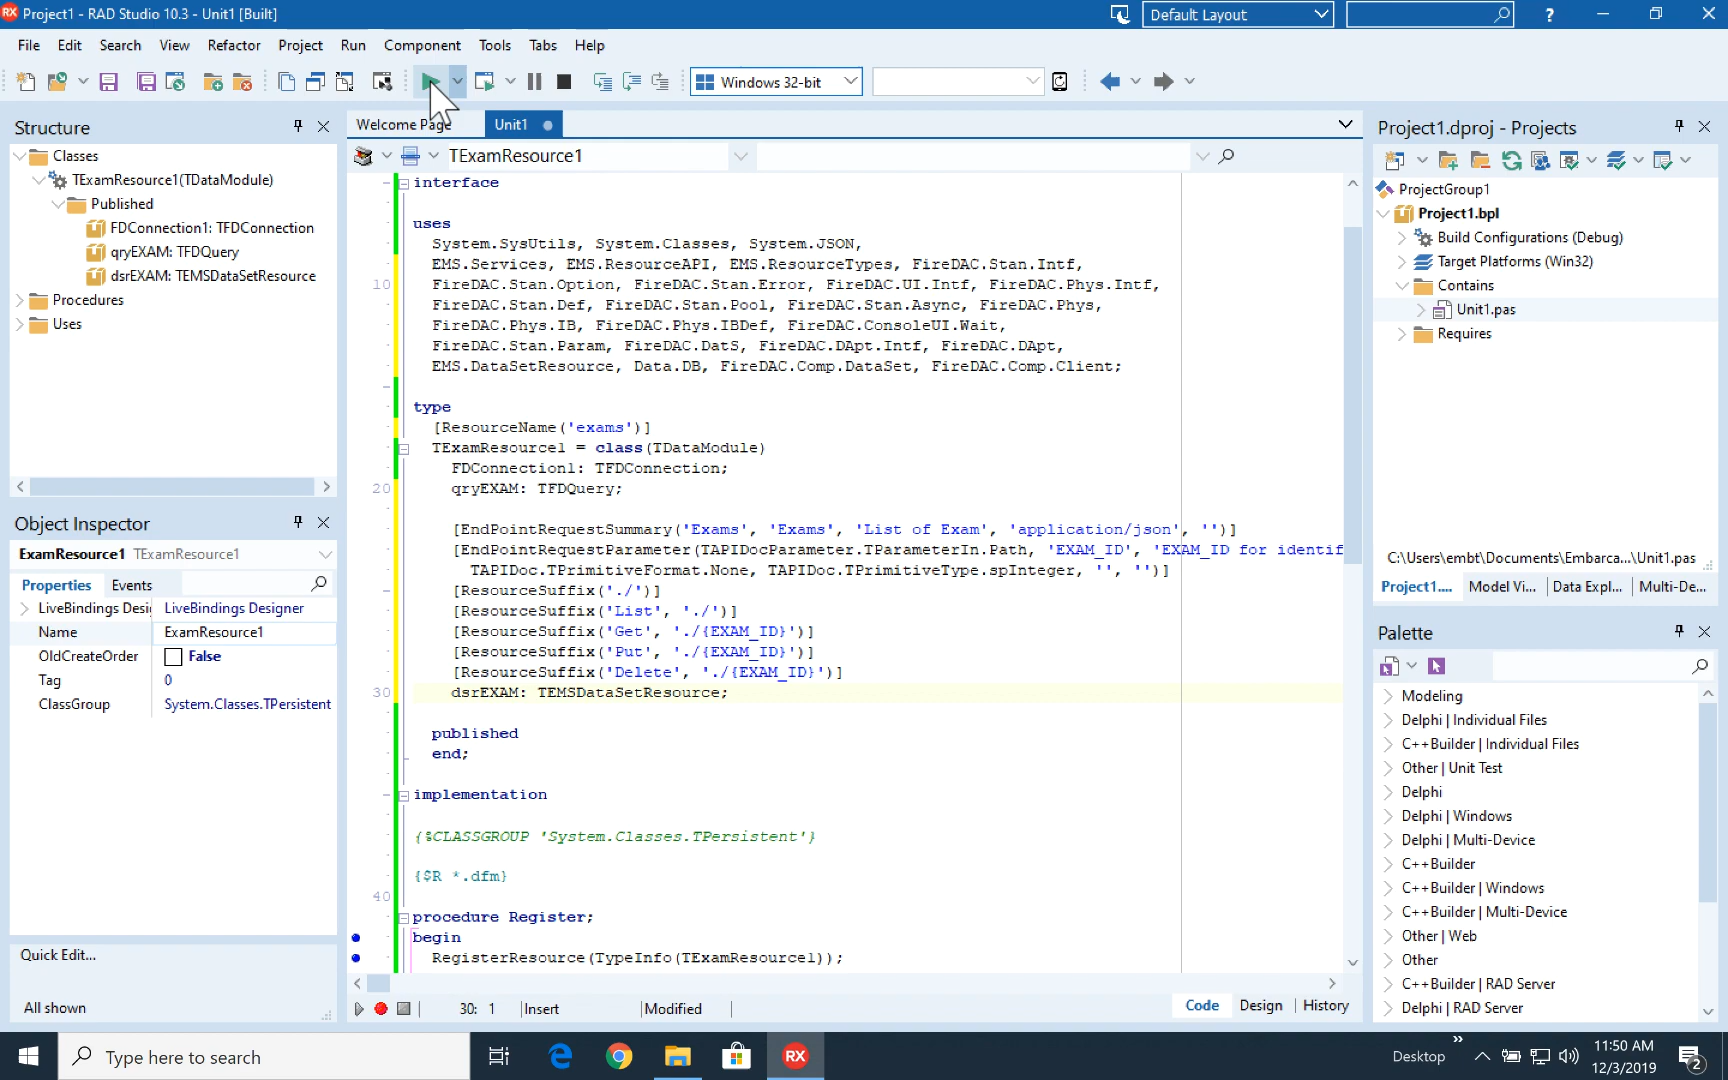 RX Project1 - RAD Studio 10.3 - Unit1 [Built]
Default Layout
?
File Edit Search View Refactor Project Run Component Tools Tabs Help
Windows 32-bit
Structure
Classes
TExamResource1(TDataModule)
Published
FDConnection1: TFDConnection
qryEXAM: TFDQuery
dsrEXAM: TEMSDataSetResource
Procedures
Uses
Object Inspector
ExamResource1 TExamResource1
Properties Events
LiveBindings Desi LiveBindings Designer
Name ExamResource1
OldCreateOrder False
Tag 0
ClassGroup System.Classes.TPersistent
Quick Edit...
All shown
Welcome Page Unit1
TExamResource1
interface
uses
System.SysUtils, System.Classes, System.JSON,
EMS.Services, EMS.ResourceAPI, EMS.ResourceTypes, FireDAC.Stan.Intf,
10 FireDAC.Stan.Option, FireDAC.Stan.Error, FireDAC.UI.Intf, FireDAC.Phys.Intf,
FireDAC.Stan.Def, FireDAC.Stan.Pool, FireDAC.Stan.Async, FireDAC.Phys,
FireDAC.Phys.IB, FireDAC.Phys.IBDef, FireDAC.ConsoleUI.Wait,
FireDAC.Stan.Param, FireDAC.DatS, FireDAC.DApt.Intf, FireDAC.DApt,
EMS.DataSetResource, Data.DB, FireDAC.Comp.DataSet, FireDAC.Comp.Client;
type
[ResourceName('exams')]
TExamResource1 = class(TDataModule)
FDConnection1: TFDConnection;
20 qryEXAM: TFDQuery;
[EndPointRequestSummary('Exams', 'Exams', 'List of Exam', 'application/json', '')]
[EndPointRequestParameter(TAPIDocParameter.TParameterIn.Path, 'EXAM_ID', 'EXAM_ID for identif
TAPIDoc.TPrimitiveFormat.None, TAPIDoc.TPrimitiveType.spInteger, '', '')]
[ResourceSuffix('./')]
[ResourceSuffix('List', './')]
[ResourceSuffix('Get', './{EXAM_ID}')]
[ResourceSuffix('Put', './{EXAM_ID}')]
[ResourceSuffix('Delete', './{EXAM_ID}')]
30 dsrEXAM: TEMSDataSetResource;
published
end;
implementation
{%CLASSGROUP 'System.Classes.TPersistent'}
{$R *.dfm}
40
procedure Register;
begin
RegisterResource(TypeInfo(TExamResource1));
30: 1 Insert Modified
Code Design History
Project1.dproj - Projects
ProjectGroup1
Project1.bpl
Build Configurations (Debug)
Target Platforms (Win32)
Contains
Unit1.pas
Requires
C:\Users\embt\Documents\Embarca...\Unit1.pas
Project1.... Model Vi... Data Expl... Multi-De...
Palette
Modeling
Delphi | Individual Files
C++Builder | Individual Files
Other | Unit Test
Delphi
Delphi | Windows
Delphi | Multi-Device
C++Builder
C++Builder | Windows
C++Builder | Multi-Device
Other | Web
Other
C++Builder | RAD Server
Delphi | RAD Server
Type here to search
RX
Desktop
11:50 AM
12/3/2019
2